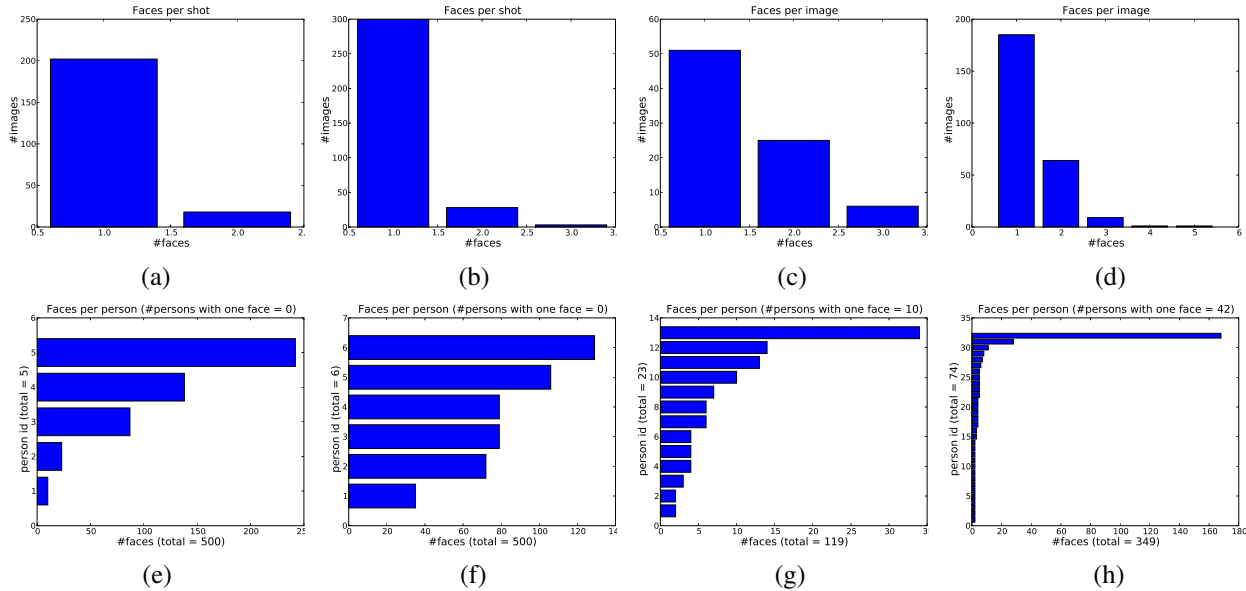 Faces per shot
250
200
150
100
50
0
#images
0.5 1.0 1.5 2.0 2.
#faces
(a)
Faces per shot
300
250
200
150
100
50
0
#images
0.5 1.0 1.5 2.0 2.5 3.0 3.
#faces
(b)
Faces per image
60
50
40
30
20
10
0
#images
0.5 1.0 1.5 2.0 2.5 3.0 3.
#faces
(c)
Faces per image
200
150
100
50
0
#images
0 1 2 3 4 5 6
#faces
(d)
Faces per person (#persons with one face = 0)
6
5
4
3
2
1
0
person id (total = 5)
0 50 100 150 200 250
#faces (total = 500)
(e)
Faces per person (#persons with one face = 0)
7
6
5
4
3
2
1
0
person id (total = 6)
0 20 40 60 80 100 120 140
#faces (total = 500)
(f)
Faces per person (#persons with one face = 10)
14
12
10
8
6
4
2
0
person id (total = 23)
0 5 10 15 20 25 30 35
#faces (total = 119)
(g)
Faces per person (#persons with one face = 42)
35
30
25
20
15
10
5
0
person id (total = 74)
0 20 40 60 80 100 120 140 160 180
#faces (total = 349)
(h)